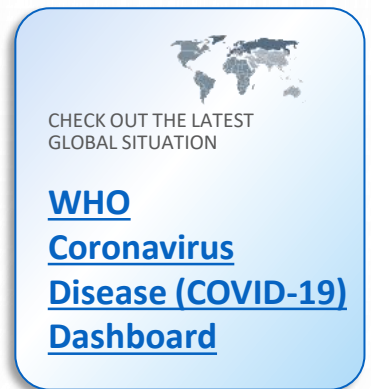 CHECK OUT THE LATEST
GLOBAL SITUATION
WHO
Coronavirus
Disease (COVID-19)
Dashboard